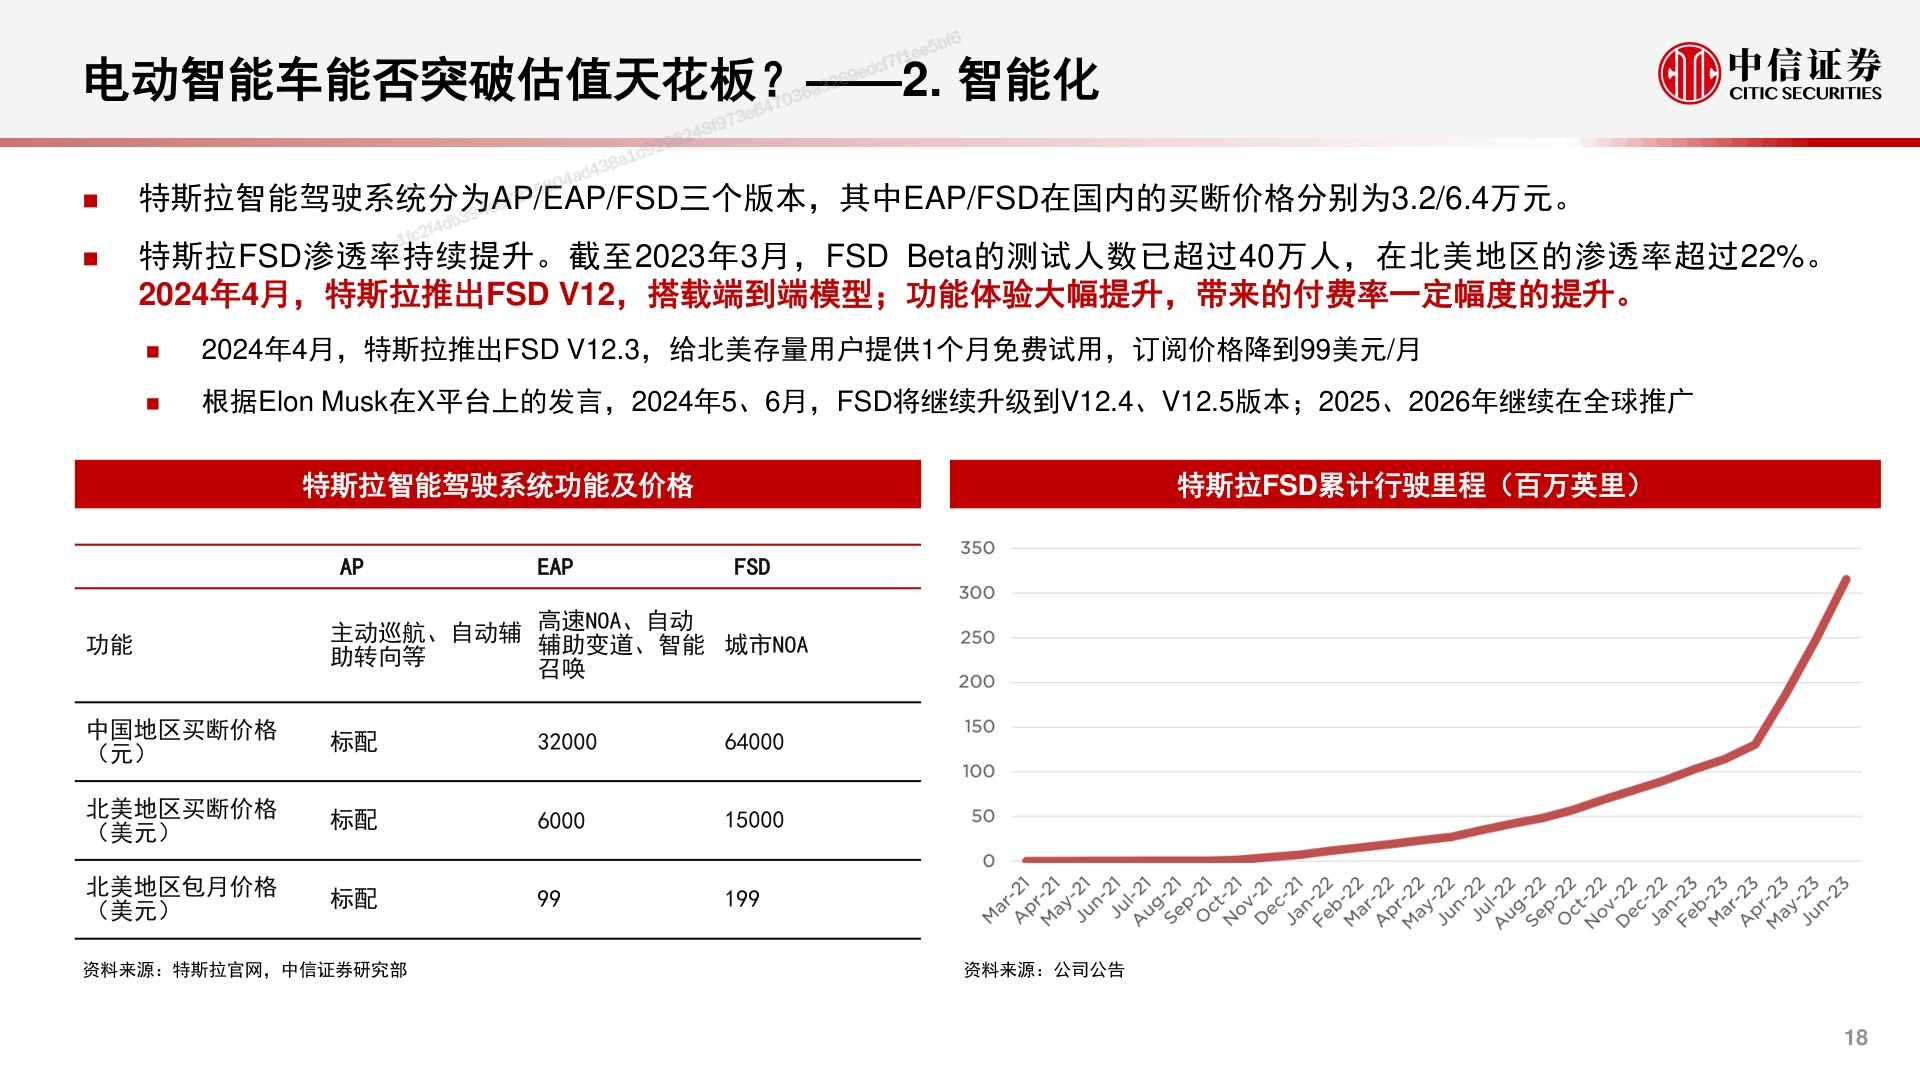 电动智能车能否突破估值天花板？——2. 智能化
中信证券
CITIC SECURITIES
特斯拉智能驾驶系统分为AP/EAP/FSD三个版本，其中EAP/FSD在国内的买断价格分别为3.2/6.4万元。
特斯拉FSD渗透率持续提升。截至2023年3月，FSD Beta的测试人数已超过40万人，在北美地区的渗透率超过22%。
2024年4月，特斯拉推出FSD V12，搭载端到端模型；功能体验大幅提升，带来的付费率一定幅度的提升。
2024年4月，特斯拉推出FSD V12.3，给北美存量用户提供1个月免费试用，订阅价格降到99美元/月
根据Elon Musk在X平台上的发言，2024年5、6月，FSD将继续升级到V12.4、V12.5版本；2025、2026年继续在全球推广
特斯拉智能驾驶系统功能及价格
AP EAP FSD
功能
主动巡航、自动辅
助转向等
高速NOA、自动
辅助变道、智能
召唤
城市NOA
中国地区买断价格
（元）
标配 32000 64000
北美地区买断价格
（美元）
标配 6000 15000
北美地区包月价格
（美元）
标配 99 199
资料来源：特斯拉官网，中信证券研究部
特斯拉FSD累计行驶里程（百万英里）
350
300
250
200
150
100
50
0
Mar-21 Apr-21 May-21 Jun-21 Jul-21 Aug-21 Sep-21 Oct-21 Nov-21 Dec-21 Jan-22 Feb-22 Mar-22 Apr-22 May-22 Jun-22 Jul-22 Aug-22 Sep-22 Oct-22 Nov-22 Dec-22 Jan-23 Feb-23 Mar-23 Apr-23 May-23 Jun-23
资料来源：公司公告
18